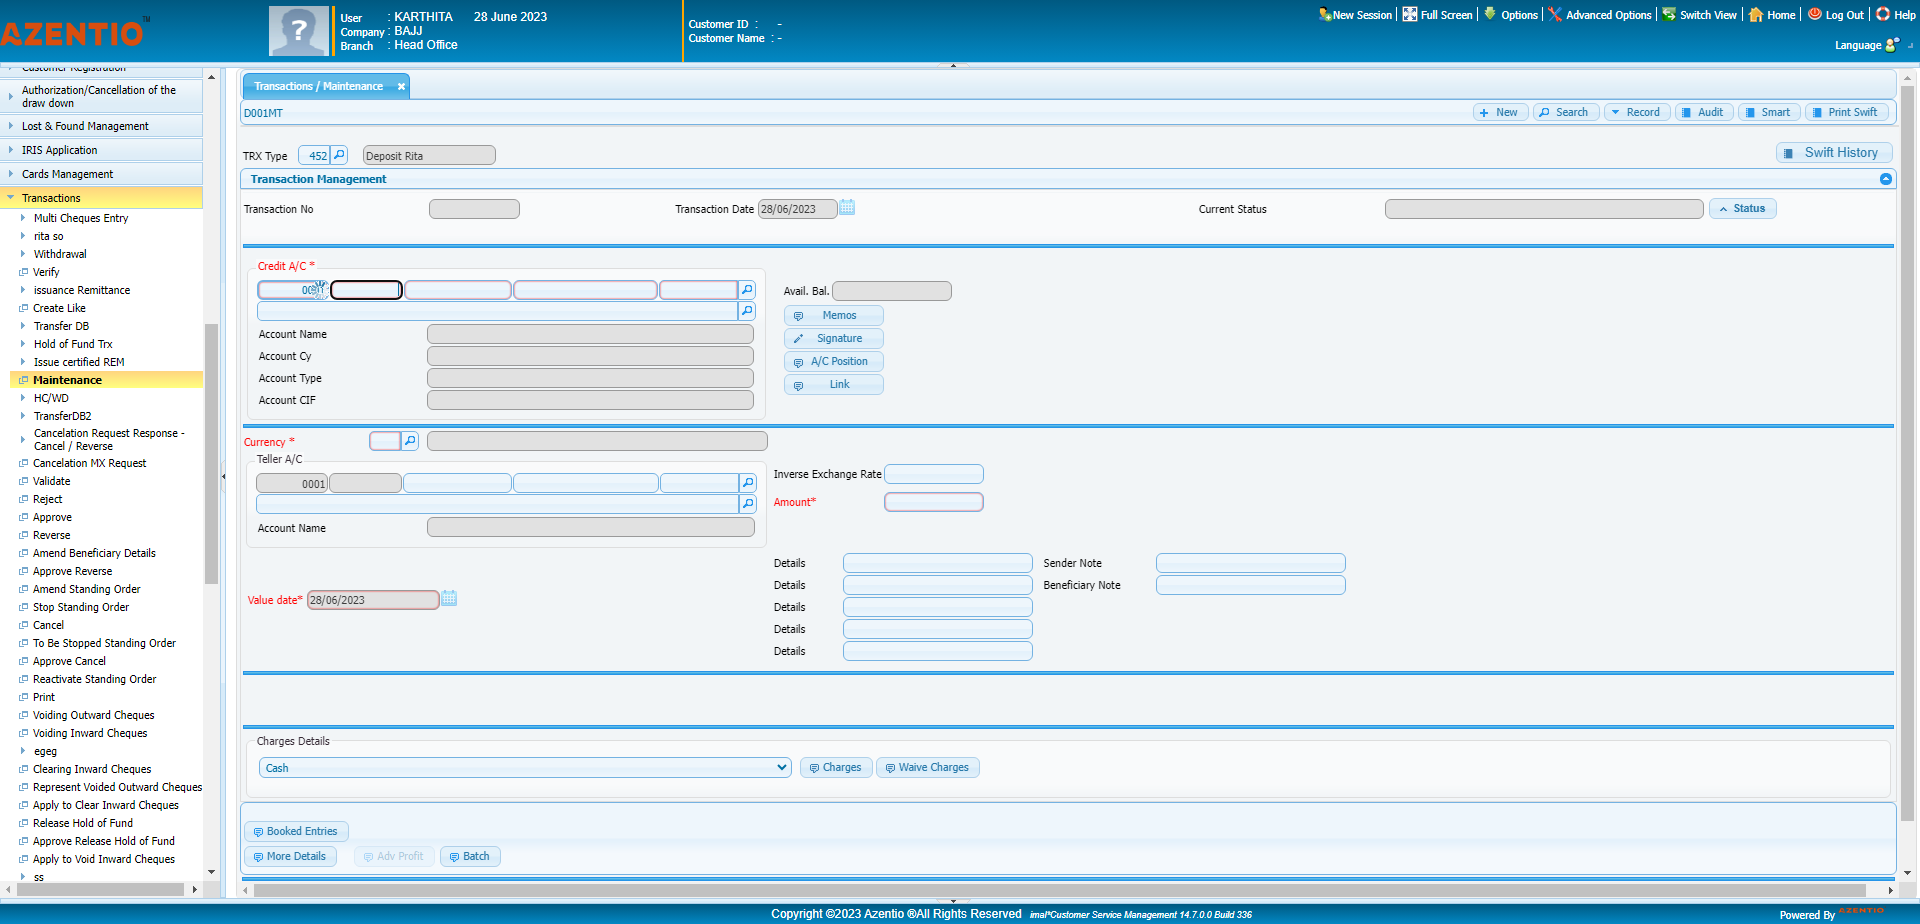 AZENTIO™
User : KARTHITA 28 June 2023
Company : BAJJ
Branch : Head Office
Customer ID : -
Customer Name : -
New Session Full Screen Options Advanced Options Switch View Home Log Out Help
Language
Customer Registration
Authorization/Cancellation of the
draw down
Lost & Found Management
IRIS Application
Cards Management
Transactions
Multi Cheques Entry
rita so
Withdrawal
Verify
issuance Remittance
Create Like
Transfer DB
Hold of Fund Trx
Issue certified REM
Maintenance
HC/WD
TransferDB2
Cancelation Request Response -
Cancel / Reverse
Cancelation MX Request
Validate
Reject
Approve
Reverse
Amend Beneficiary Details
Approve Reverse
Amend Standing Order
Stop Standing Order
Cancel
To Be Stopped Standing Order
Approve Cancel
Reactivate Standing Order
Print
Voiding Outward Cheques
Voiding Inward Cheques
egeg
Clearing Inward Cheques
Represent Voided Outward Cheques
Apply to Clear Inward Cheques
Release Hold of Fund
Approve Release Hold of Fund
Apply to Void Inward Cheques
ss
Transactions / Maintenance
D001MT
New Search Record Audit Smart Print Swift
TRX Type 452 Deposit Rita
Swift History
Transaction Management
Transaction No Transaction Date 28/06/2023 Current Status Status
Credit A/C *
Avail. Bal.
Memos
Account Name Signature
Account Cy A/C Position
Account Type Link
Account CIF
Currency *
Teller A/C
0001
Inverse Exchange Rate
Amount*
Account Name
Details Sender Note
Details Beneficiary Note
Value date* 28/06/2023
Details
Details
Details
Charges Details
Cash Charges Waive Charges
Booked Entries
More Details Adv Profit Batch
Copyright ©2023 Azentio ®All Rights Reserved imal*Customer Service Management 14.7.0.0 Build 336
Powered By AZENTIO